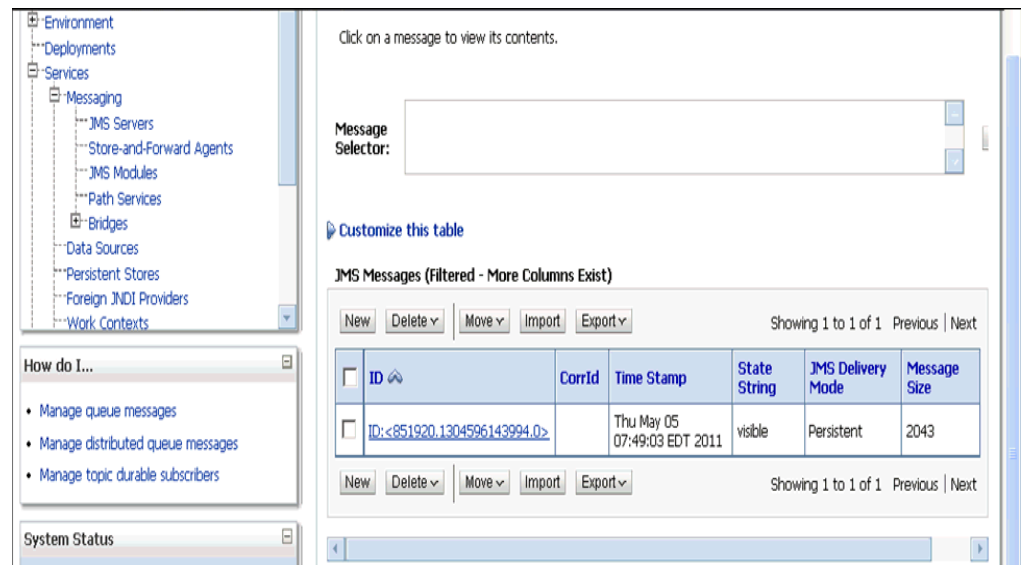 Environment
Deployments
Services
Messaging
JMS Servers
Store-and-Forward Agents
JMS Modules
Path Services
Bridges
Data Sources
Persistent Stores
Foreign JNDI Providers
Work Contexts
How do I...
Manage queue messages
Manage distributed queue messages
Manage topic durable subscribers
System Status
Click on a message to view its contents.
Message
Selector:
Customize this table
JMS Messages (Filtered - More Columns Exist)
New Delete Move Import Export Showing 1 to 1 of 1 Previous | Next
ID CorrId Time Stamp State String JMS Delivery Mode Message Size
ID:<851920.1304596143994.0> Thu May 05 07:49:03 EDT 2011 visible Persistent 2043
New Delete Move Import Export Showing 1 to 1 of 1 Previous | Next